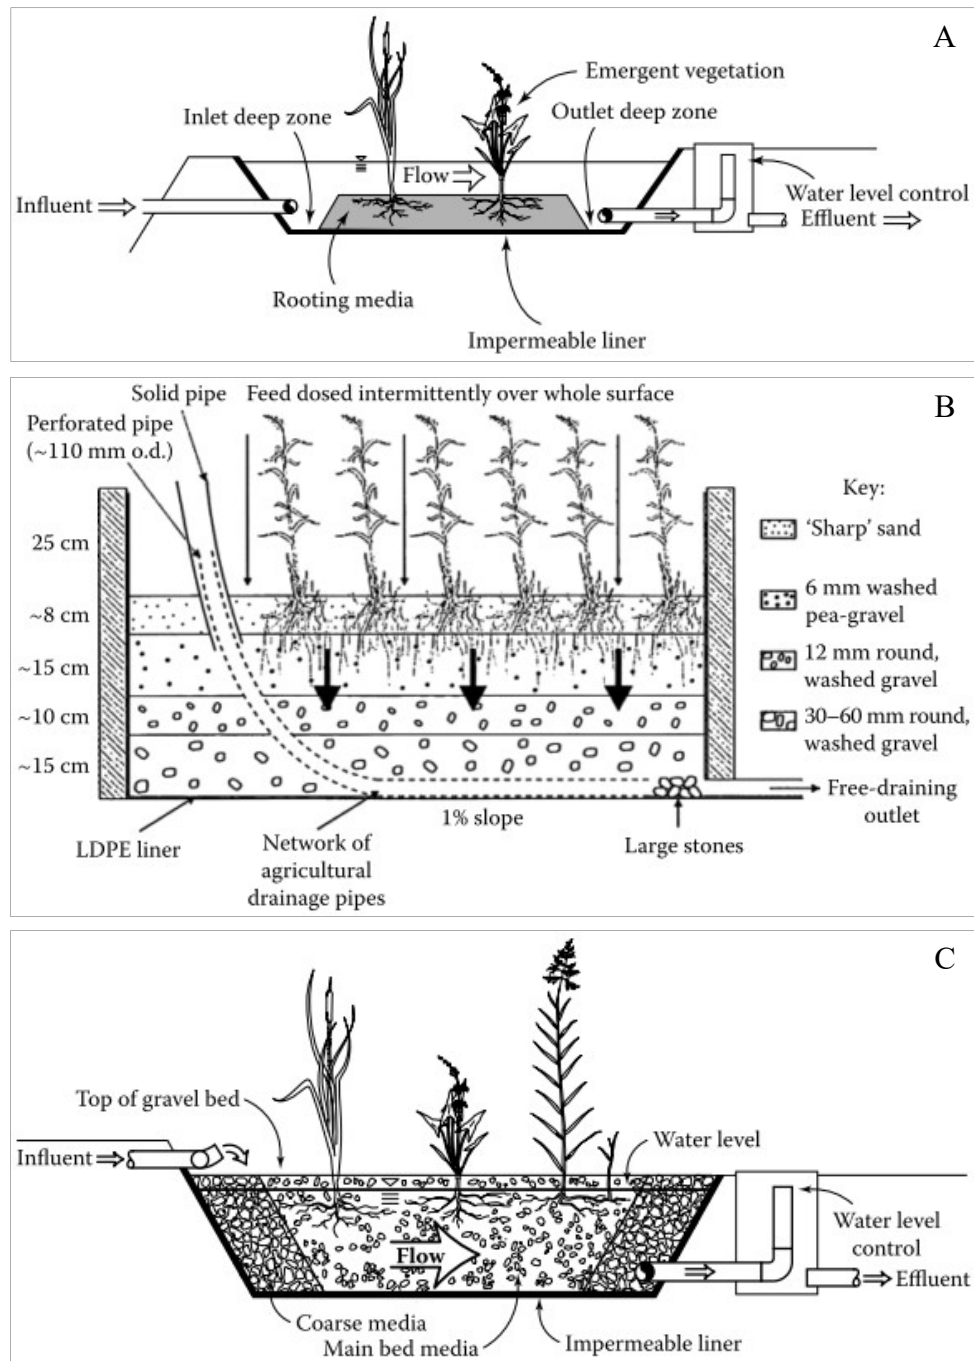 A
Emergent vegetation
Inlet deep zone
Outlet deep zone
Flow
Influent
Water level control
Effluent
Rooting media
Impermeable liner
B
Solid pipe
Feed dosed intermittently over whole surface
Perforated pipe
(~110 mm o.d.)
Key:
25 cm
'Sharp' sand
~8 cm
6 mm washed
pea-gravel
~15 cm
12 mm round,
washed gravel
~10 cm
30–60 mm round,
washed gravel
~15 cm
Free-draining
outlet
1% slope
LDPE liner
Network of
agricultural
drainage pipes
Large stones
C
Top of gravel bed
Water level
Influent
Flow
Water level
control
Effluent
Coarse media
Main bed media
Impermeable liner